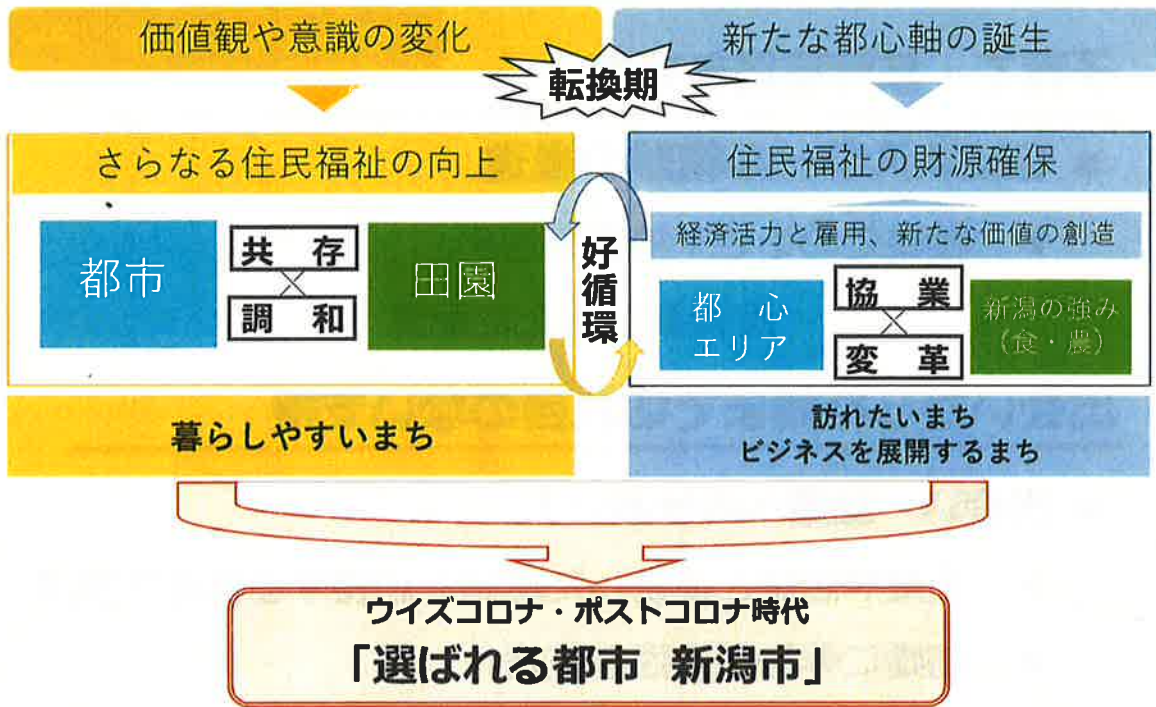 価値観や意識の変化
新たな都心軸の誕生
転換期
さらなる住民福祉の向上
都市
共存
調和
田園
好循環
住民福祉の財源確保
経済活力と雇用、新たな価値の創造
都心
エリア
協業
変革
新潟の強み
(食・農)
暮らしやすいまち
訪れたいまち
ビジネスを展開するまち
ウイズコロナ・ポストコロナ時代
「選ばれる都市 新潟市」